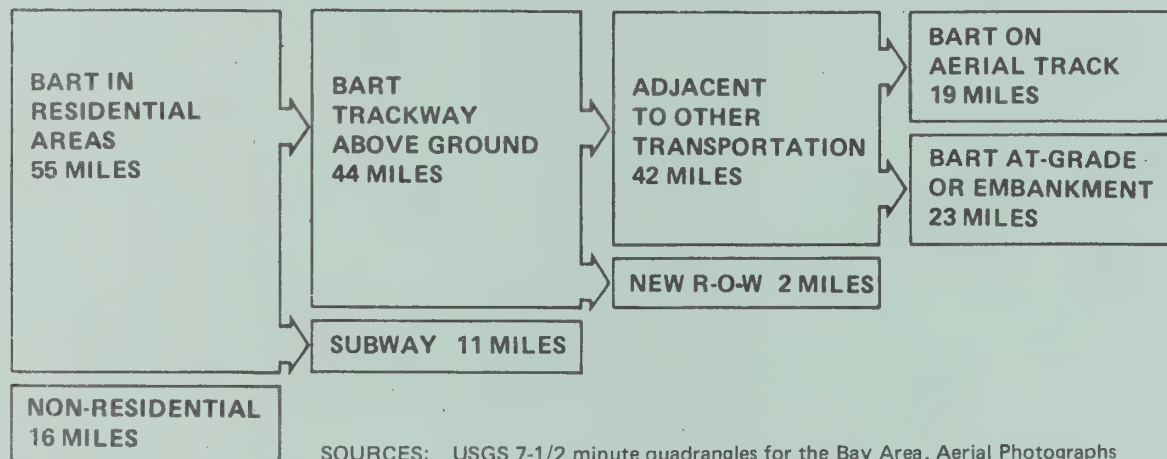 BART IN
RESIDENTIAL
AREAS
55 MILES
NON-RESIDENTIAL
16 MILES
BART
TRACKWAY
ABOVE GROUND
44 MILES
SUBWAY 11 MILES
ADJACENT
TO OTHER
TRANSPORTATION
42 MILES
NEW R-O-W 2 MILES
BART ON
AERIAL TRACK
19 MILES
BART AT-GRADE
OR EMBANKMENT
23 MILES
SOURCES: USGS 7-1/2 minute quadrangles for the Bay Area, Aerial Photographs